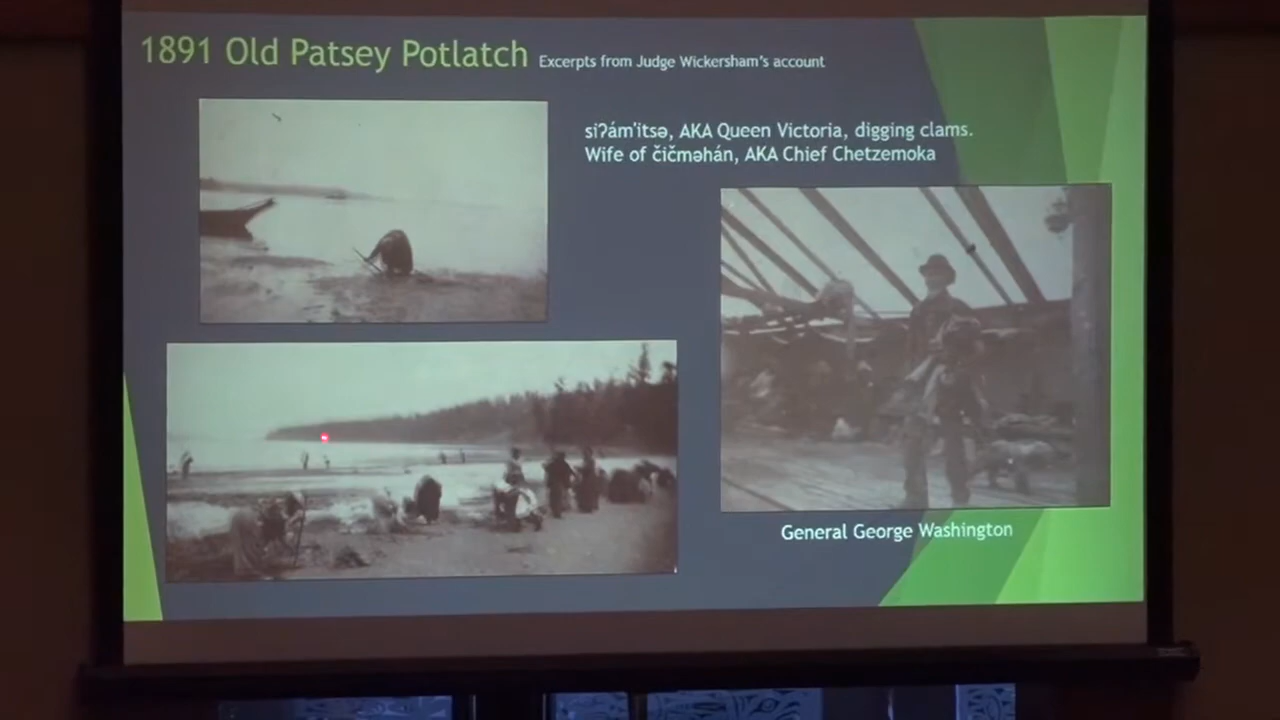 1891 Old Patsey Potlatch Excerpts from Judge Wickersham's account
siʔám'itsə, AKA Queen Victoria, digging clams.
Wife of čičməhán, AKA Chief Chetzemoka
General George Washington